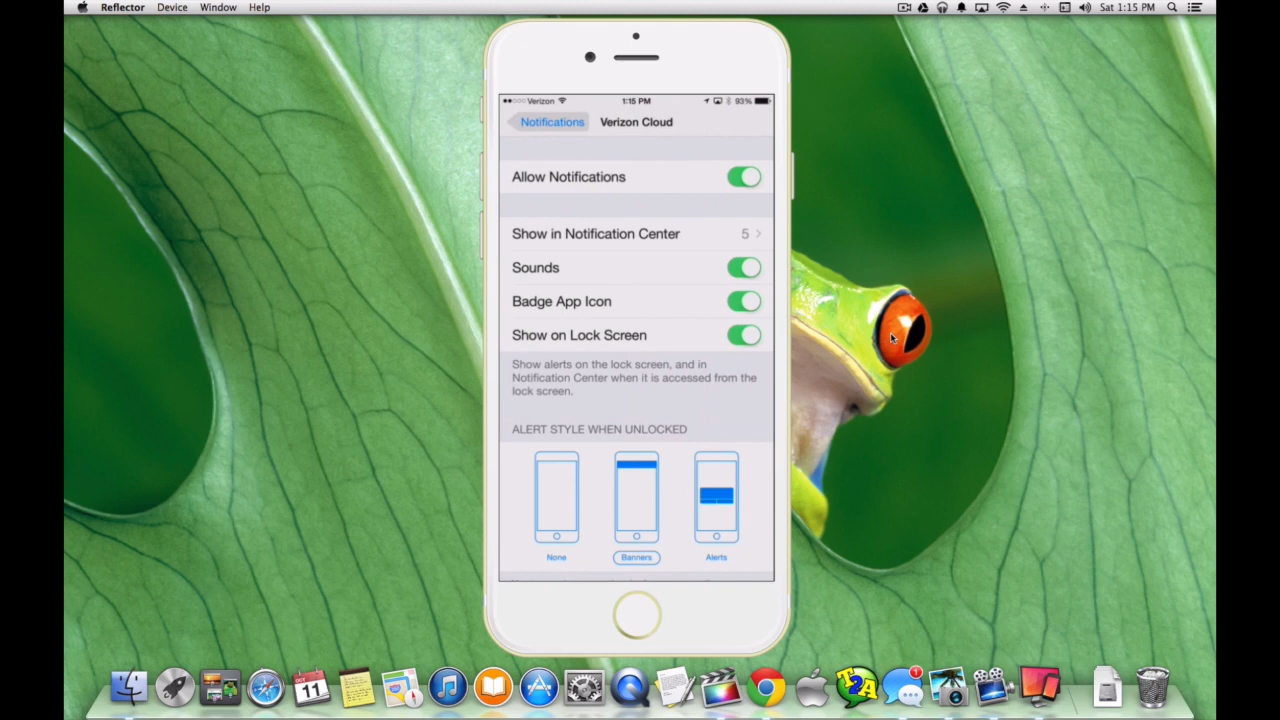 Reflector Device Window Help Sat 1:15 PM
Verizon 1:15 PM 93%
Notifications Verizon Cloud
Allow Notifications
Show in Notification Center 5
Sounds
Badge App Icon
Show on Lock Screen
Show alerts on the lock screen, and in
Notification Center when it is accessed from the
lock screen.
ALERT STYLE WHEN UNLOCKED
None Banners Alerts
OCT
11
T2A
1